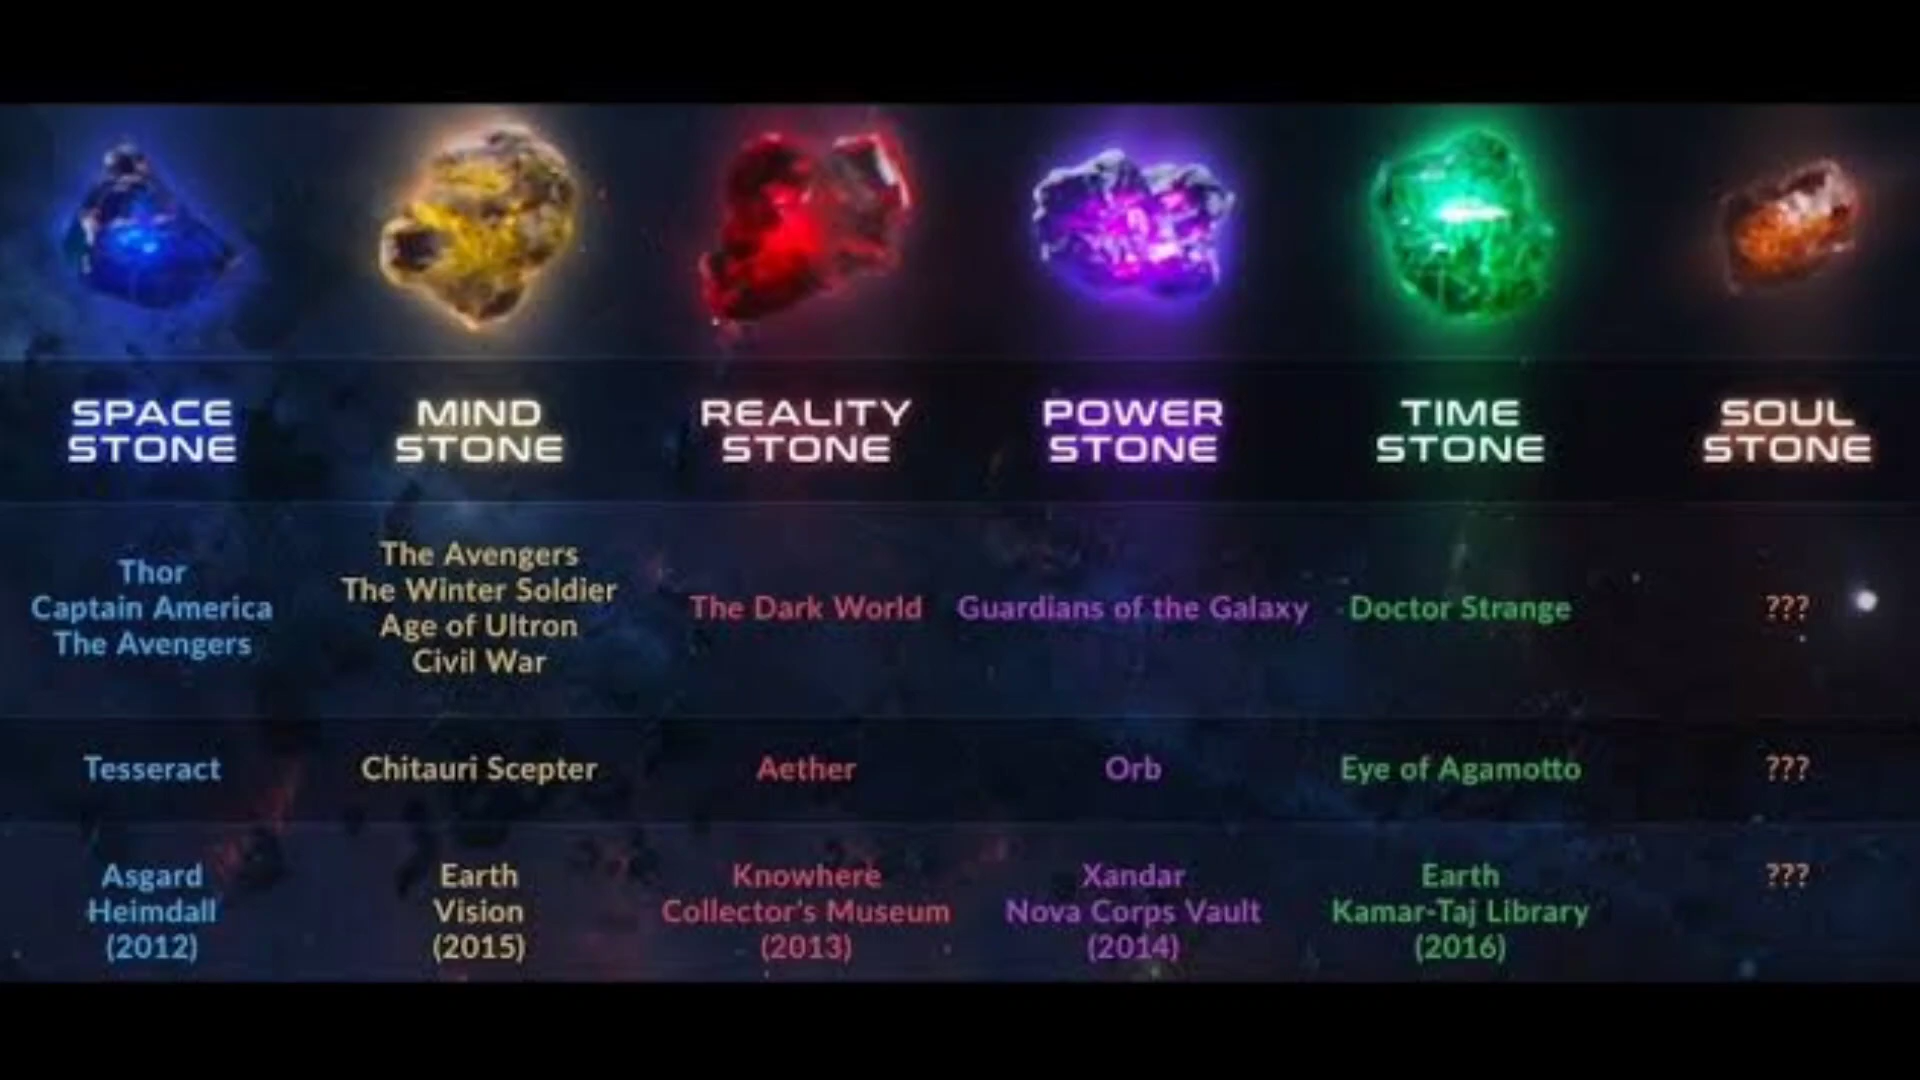 SPACE
STONE
MIND
STONE
REALITY
STONE
POWER
STONE
TIME
STONE
SOUL
STONE
Thor
Captain America
The Avengers
The Avengers
The Winter Soldier
Age of Ultron
Civil War
The Dark World
Guardians of the Galaxy
Doctor Strange
???
Tesseract
Chitauri Scepter
Aether
Orb
Eye of Agamotto
???
Asgard
Heimdall
(2012)
Earth
Vision
(2015)
Knowhere
Collector's Museum
(2013)
Xandar
Nova Corps Vault
(2014)
Earth
Kamar-Taj Library
(2016)
???